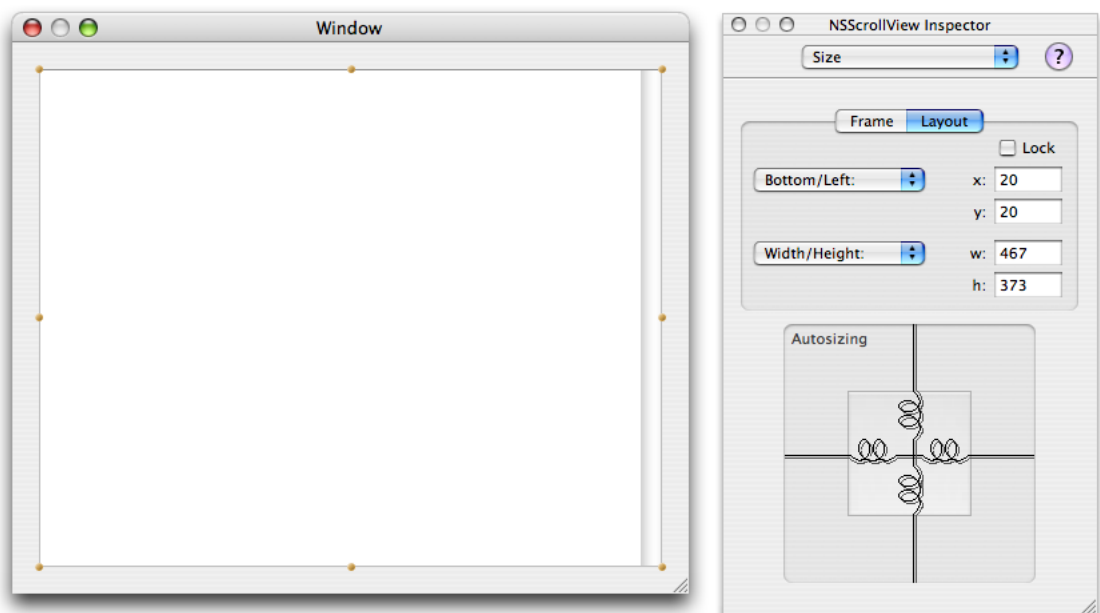 Window
NSScrollView Inspector
Size
?
Frame Layout
Lock
Bottom/Left: x: 20
y: 20
Width/Height: w: 467
h: 373
Autosizing